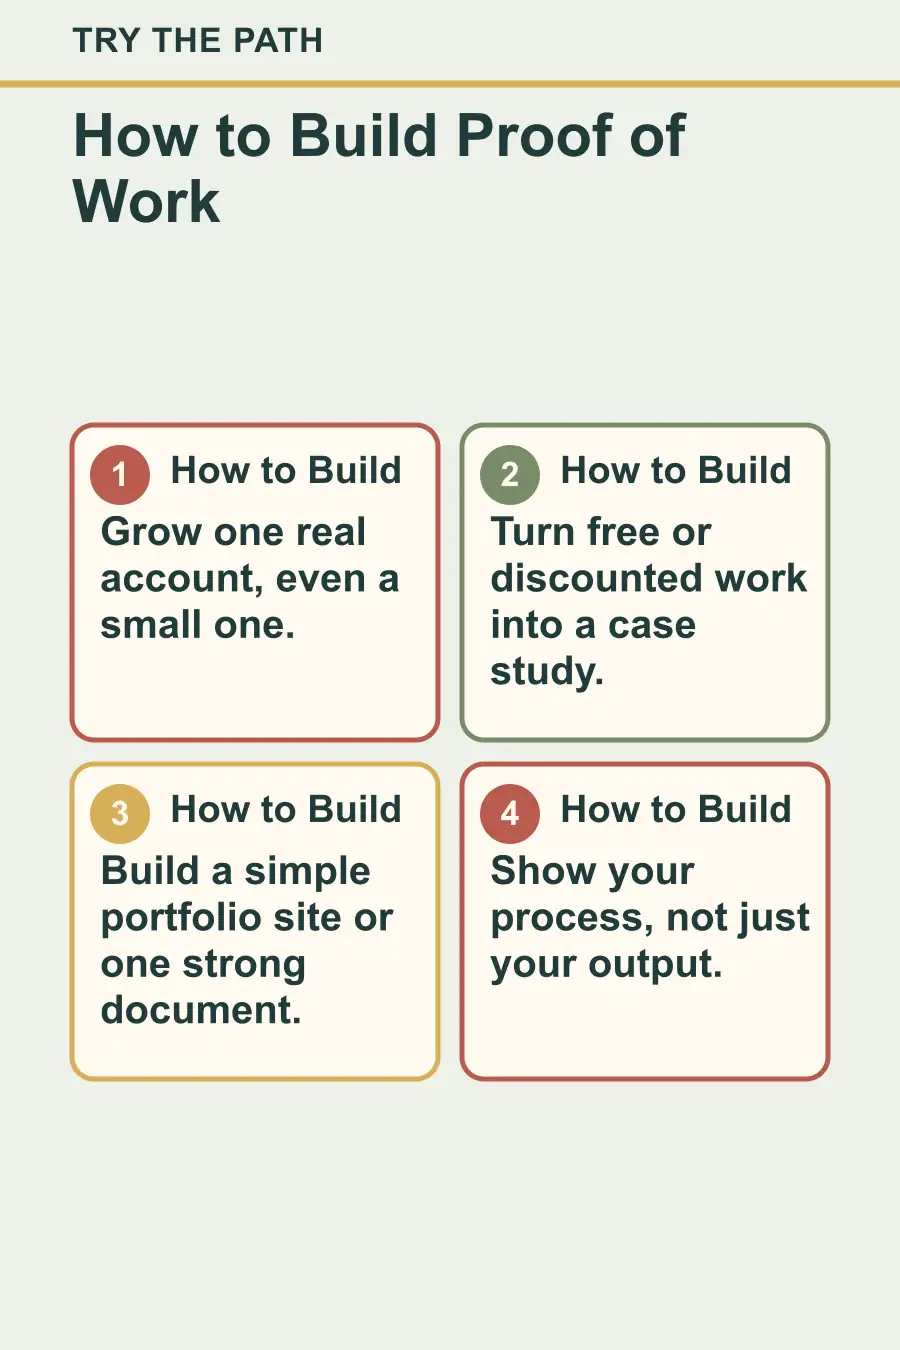 TRY THE PATH
How to Build Proof of
Work
1 How to Build
Grow one real
account, even a
small one.
2 How to Build
Turn free or
discounted work
into a case
study.
3 How to Build
Build a simple
portfolio site or
one strong
document.
4 How to Build
Show your
process, not just
your output.